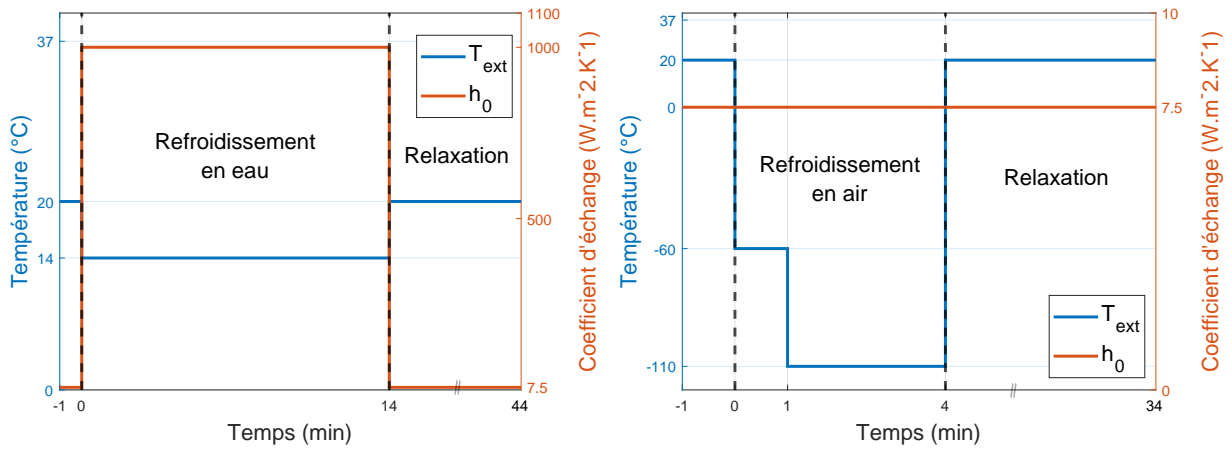 1100
37
1000
T_ext
h_0
Refroidissement
en eau
Relaxation
20
500
14
0
7.5
-1
0
14
44
Temps (min)
Température (°C)
Coefficient d'échange (W.m⁻2.K⁻1)
37
10
20
0
7.5
Refroidissement
en air
Relaxation
-60
T_ext
h_0
-110
0
-1
0
1
4
34
Temps (min)
Température (°C)
Coefficient d'échange (W.m⁻2.K⁻1)